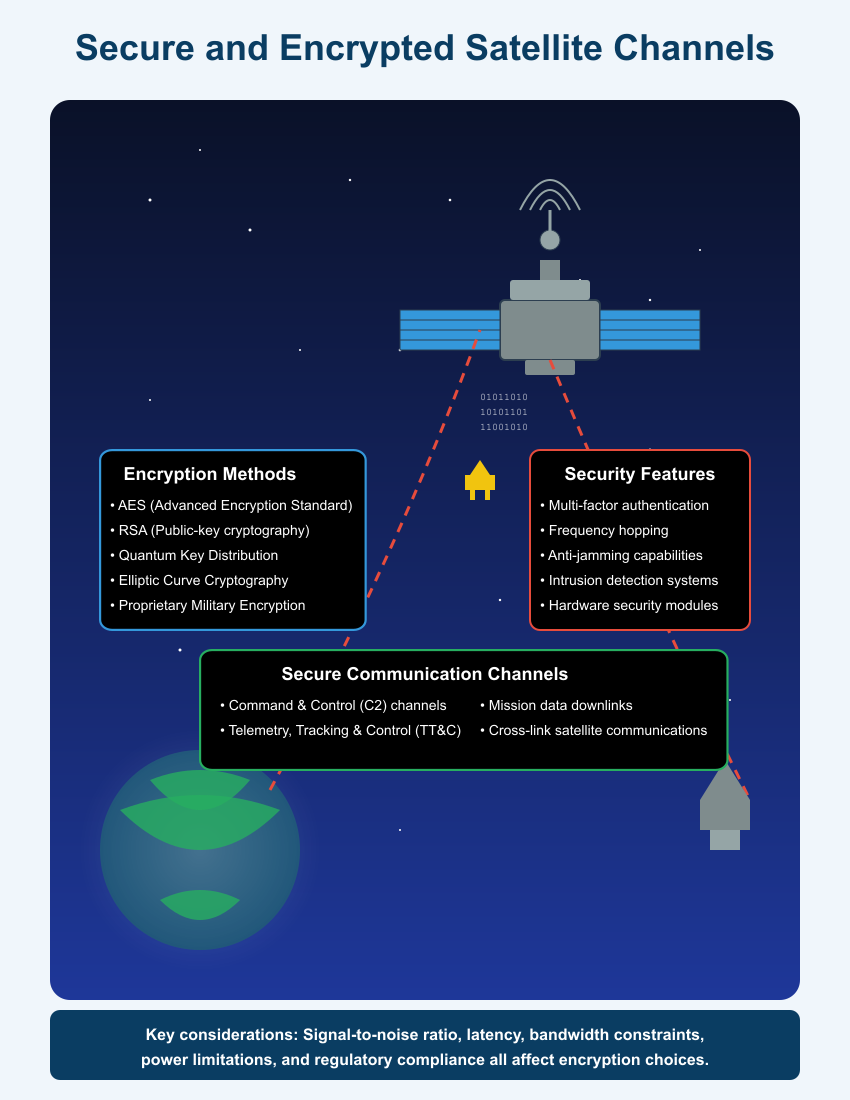 Secure and Encrypted Satellite Channels
01011010
10101101
11001010
Encryption Methods
• AES (Advanced Encryption Standard)
• RSA (Public-key cryptography)
• Quantum Key Distribution
• Elliptic Curve Cryptography
• Proprietary Military Encryption
Security Features
• Multi-factor authentication
• Frequency hopping
• Anti-jamming capabilities
• Intrusion detection systems
• Hardware security modules
Secure Communication Channels
• Command & Control (C2) channels
• Telemetry, Tracking & Control (TT&C)
• Mission data downlinks
• Cross-link satellite communications
Key considerations: Signal-to-noise ratio, latency, bandwidth constraints,
power limitations, and regulatory compliance all affect encryption choices.